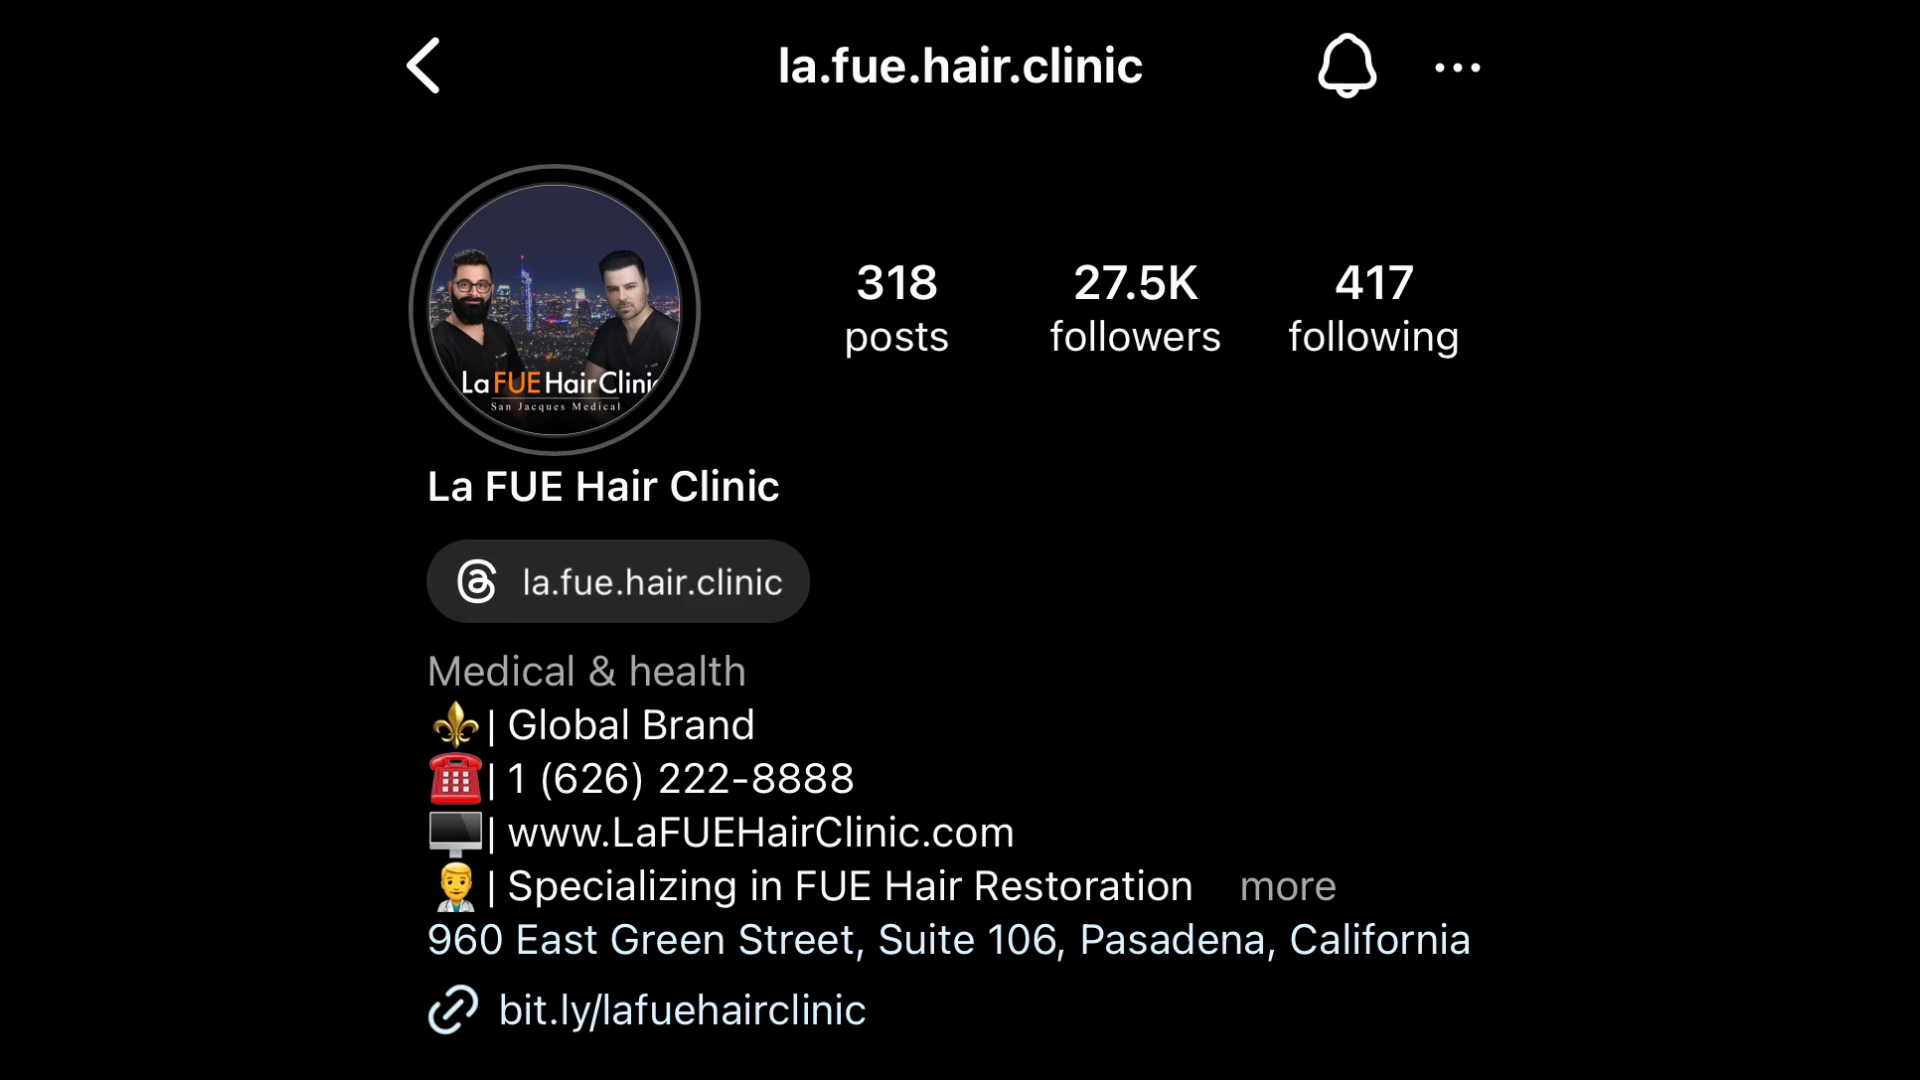 la.fue.hair.clinic
La FUE Hair Clinic
San Jacques Medical
318 posts
27.5K followers
417 following
La FUE Hair Clinic
la.fue.hair.clinic
Medical & health
⚜️| Global Brand
☎️| 1 (626) 222-8888
🖥️| www.LaFUEHairClinic.com
👨‍⚕️| Specializing in FUE Hair Restoration more
960 East Green Street, Suite 106, Pasadena, California
bit.ly/lafuehairclinic